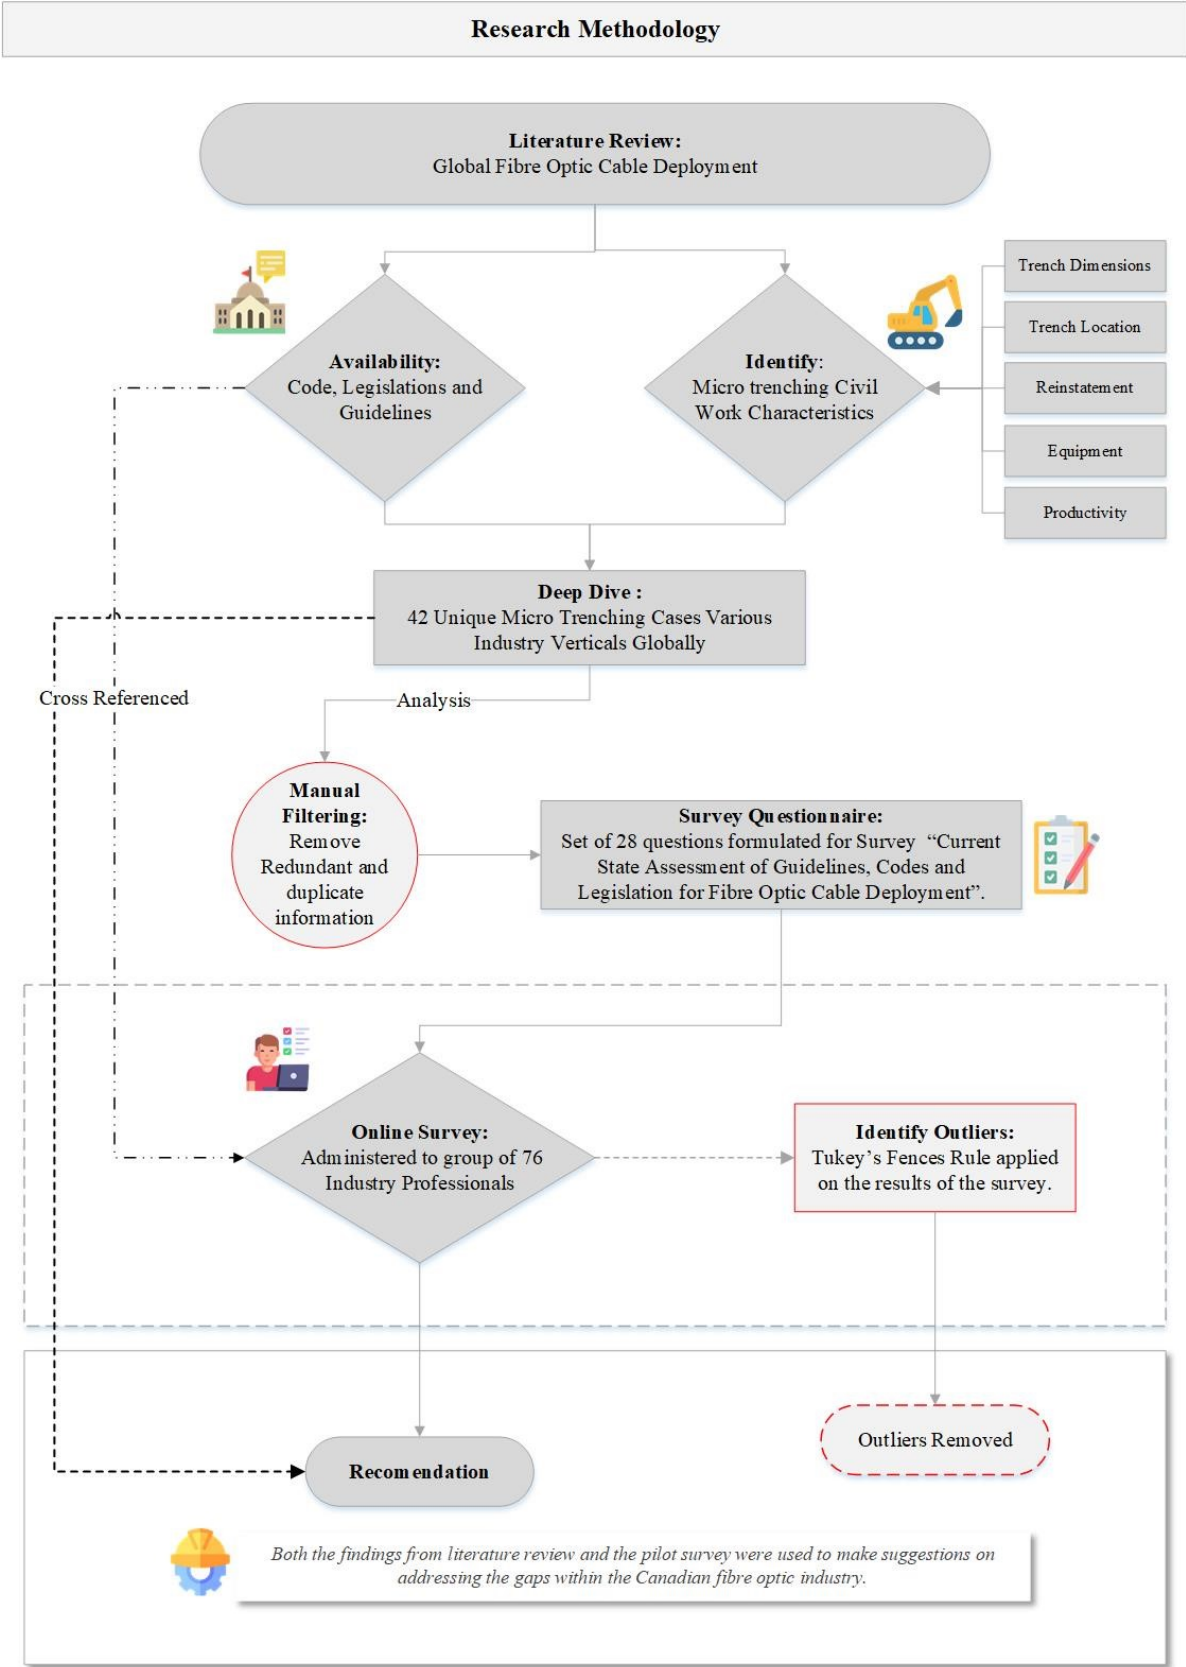 Research Methodology
Literature Review:
Global Fibre Optic Cable Deployment
Availability:
Code, Legislations and
Guidelines
Identify:
Micro trenching Civil
Work Characteristics
Trench Dimensions
Trench Location
Reinstatement
Equipment
Productivity
Deep Dive :
42 Unique Micro Trenching Cases Various
Industry Verticals Globally
Cross Referenced
Analysis
Manual
Filtering:
Remove
Redundant and
duplicate
information
Survey Questionnaire:
Set of 28 questions formulated for Survey “Current
State Assessment of Guidelines, Codes and
Legislation for Fibre Optic Cable Deployment”.
Online Survey:
Administered to group of 76
Industry Professionals
Identify Outliers:
Tukey’s Fences Rule applied
on the results of the survey.
Outliers Removed
Recomendation
Both the findings from literature review and the pilot survey were used to make suggestions on
addressing the gaps within the Canadian fibre optic industry.